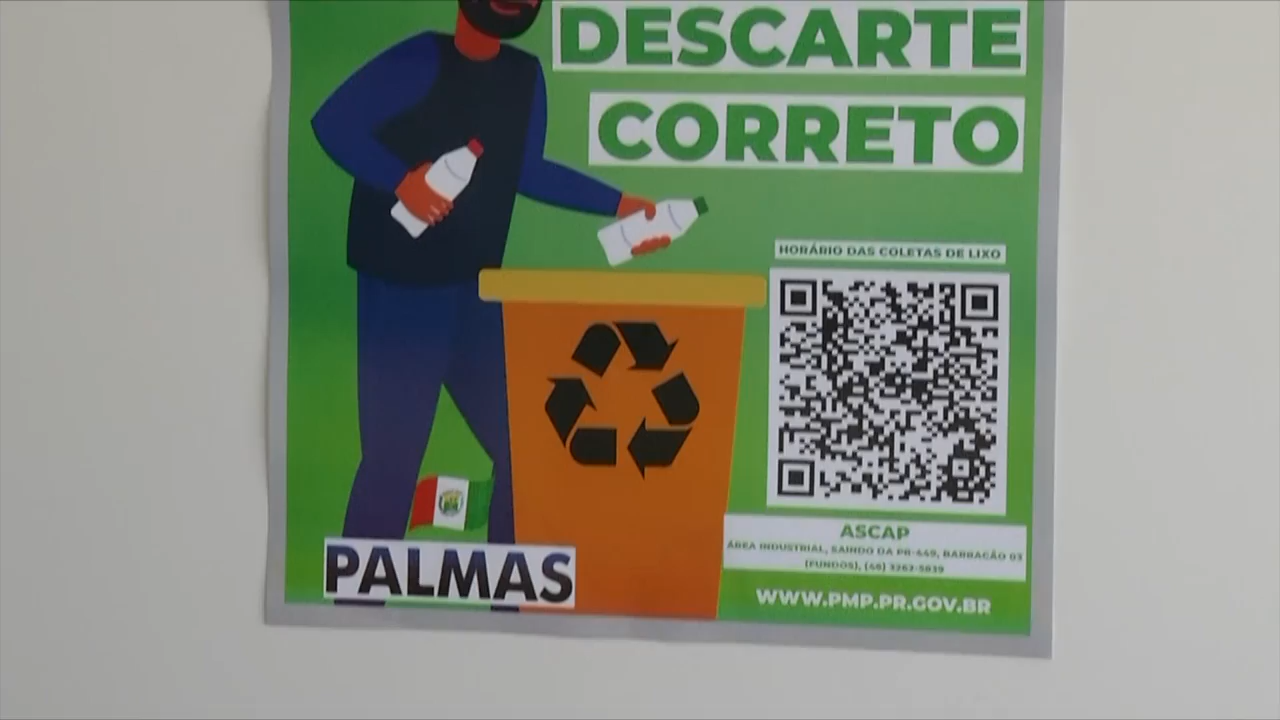 DESCARTE
CORRETO
HORÁRIO DAS COLETAS DE LIXO
ASCAP
ÁREA INDUSTRIAL, SAINDO DA PR-449, BARRACÃO 03
(FUNDOS), (46) 3263-5839
PALMAS
WWW.PMP.PR.GOV.BR